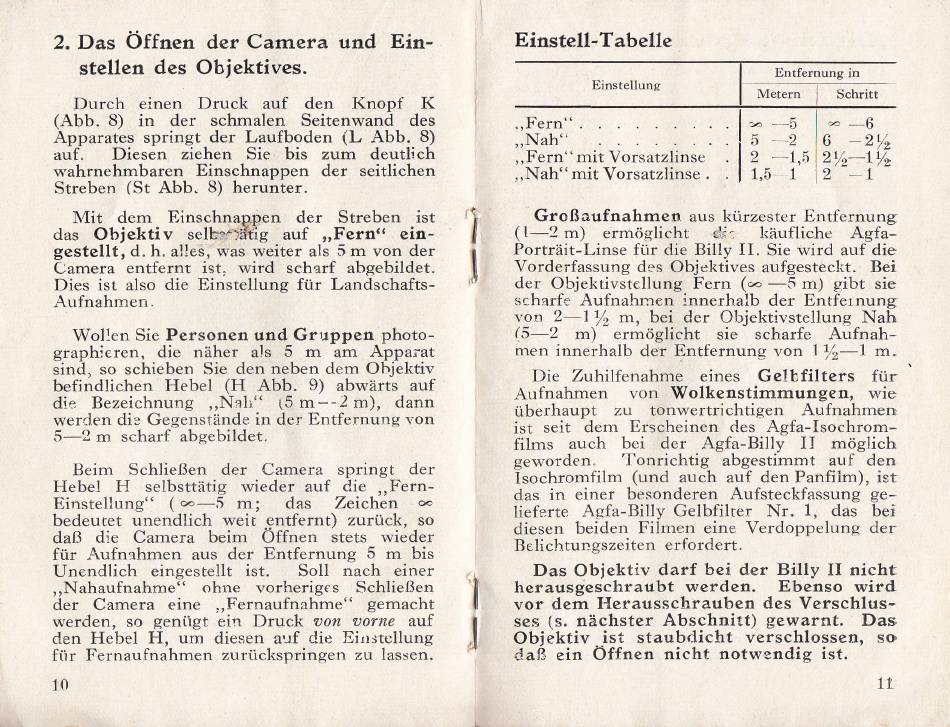 2. Das Öffnen der Camera und Ein-
stellen des Objektives.
Durch einen Druck auf den Knopf K
(Abb. 8) in der schmalen Seitenwand des
Apparates springt der Laufboden (L Abb. 8)
auf. Diesen ziehen Sie bis zum deutlich
wahrnehmbaren Einschnappen der seitlichen
Streben (St Abb. 8) herunter.
Mit dem Einschnappen der Streben ist
das Objektiv selbsttätig auf „Fern“ ein-
gestellt, d. h. alles, was weiter als 5 m von der
Camera entfernt ist, wird scharf abgebildet.
Dies ist also die Einstellung für Landschafts-
Aufnahmen.
Wollen Sie Personen und Gruppen photo-
graphieren, die näher als 5 m am Apparat
sind, so schieben Sie den neben dem Objektiv
befindlichen Hebel (H Abb. 9) abwärts auf
die Bezeichnung „Nah“ (5 m--2 m), dann
werden die Gegenstände in der Entfernung von
5—2 m scharf abgebildet.
Beim Schließen der Camera springt der
Hebel H selbsttätig wieder auf die „Fern-
Einstellung“ (∞—5 m; das Zeichen ∞
bedeutet unendlich weit entfernt) zurück, so
daß die Camera beim Öffnen stets wieder
für Aufnahmen aus der Entfernung 5 m bis
Unendlich eingestellt ist. Soll nach einer
„Nahaufnahme“ ohne vorheriges Schließen
der Camera eine „Fernaufnahme“ gemacht
werden, so genügt ein Druck von vorne auf
den Hebel H, um diesen auf die Einstellung
für Fernaufnahmen zurückspringen zu lassen.
10
Einstell-Tabelle
Einstellung Entfernung in
Metern Schritt
„Fern“ . . . . . . . . . ∞ —5 ∞ —6
„Nah“ . . . . . . . . . 5 —2 6 —2½
„Fern“ mit Vorsatzlinse . 2 —1,5 2½—1½
„Nah“ mit Vorsatzlinse . . 1,5—1 2 —1
Großaufnahmen aus kürzester Entfernung
(1—2 m) ermöglicht die käufliche Agfa-
Porträit-Linse für die Billy II. Sie wird auf die
Vorderfassung des Objektives aufgesteckt. Bei
der Objektivstellung Fern (∞—5 m) gibt sie
scharfe Aufnahmen innerhalb der Entfernung
von 2—1½ m, bei der Objektivstellung Nah
(5—2 m) ermöglicht sie scharfe Aufnah-
men innerhalb der Entfernung von 1½—1 m.
Die Zuhilfenahme eines Gelbfilters für
Aufnahmen von Wolkenstimmungen, wie
überhaupt zu tonwertrichtigen Aufnahmen
ist seit dem Erscheinen des Agfa-Isochrom-
films auch bei der Agfa-Billy II möglich
geworden. Tonrichtig abgestimmt auf den
Isochromfilm (und auch auf den Panfilm), ist
das in einer besonderen Aufsteckfassung ge-
lieferte Agfa-Billy Gelbfilter Nr. 1, das bei
diesen beiden Filmen eine Verdoppelung der
Belichtungszeiten erfordert.
Das Objektiv darf bei der Billy II nicht
herausgeschraubt werden. Ebenso wird
vor dem Herausschrauben des Verschlus-
ses (s. nächster Abschnitt) gewarnt. Das
Objektiv ist staubdicht verschlossen, so
daß ein Öffnen nicht notwendig ist.
11